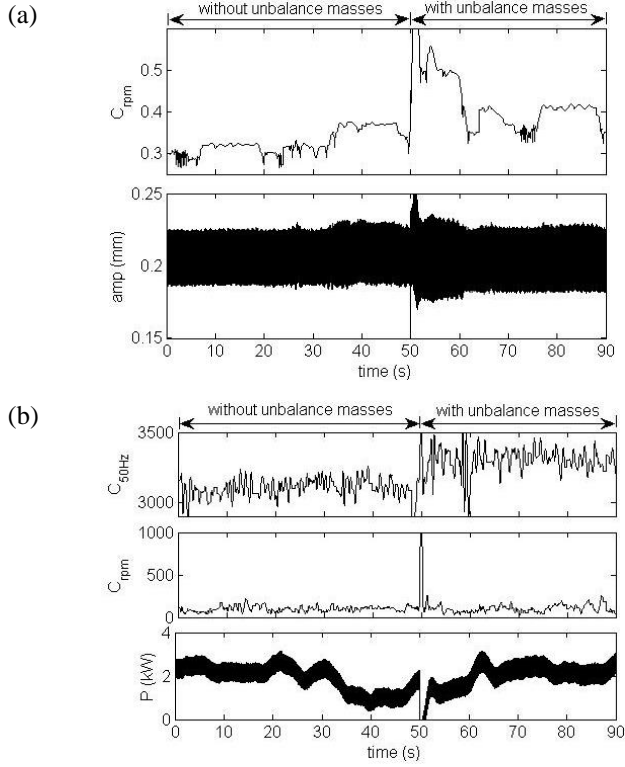 (a)
without unbalance masses with unbalance masses
0.5
0.4
0.3
C_rpm
0.25
0.2
0.15
amp (mm)
0 10 20 30 40 50 60 70 80 90
time (s)
(b)
without unbalance masses with unbalance masses
3500
3000
C_50Hz
1000
500
0
C_rpm
4
2
0
P (kW)
0 10 20 30 40 50 60 70 80 90
time (s)